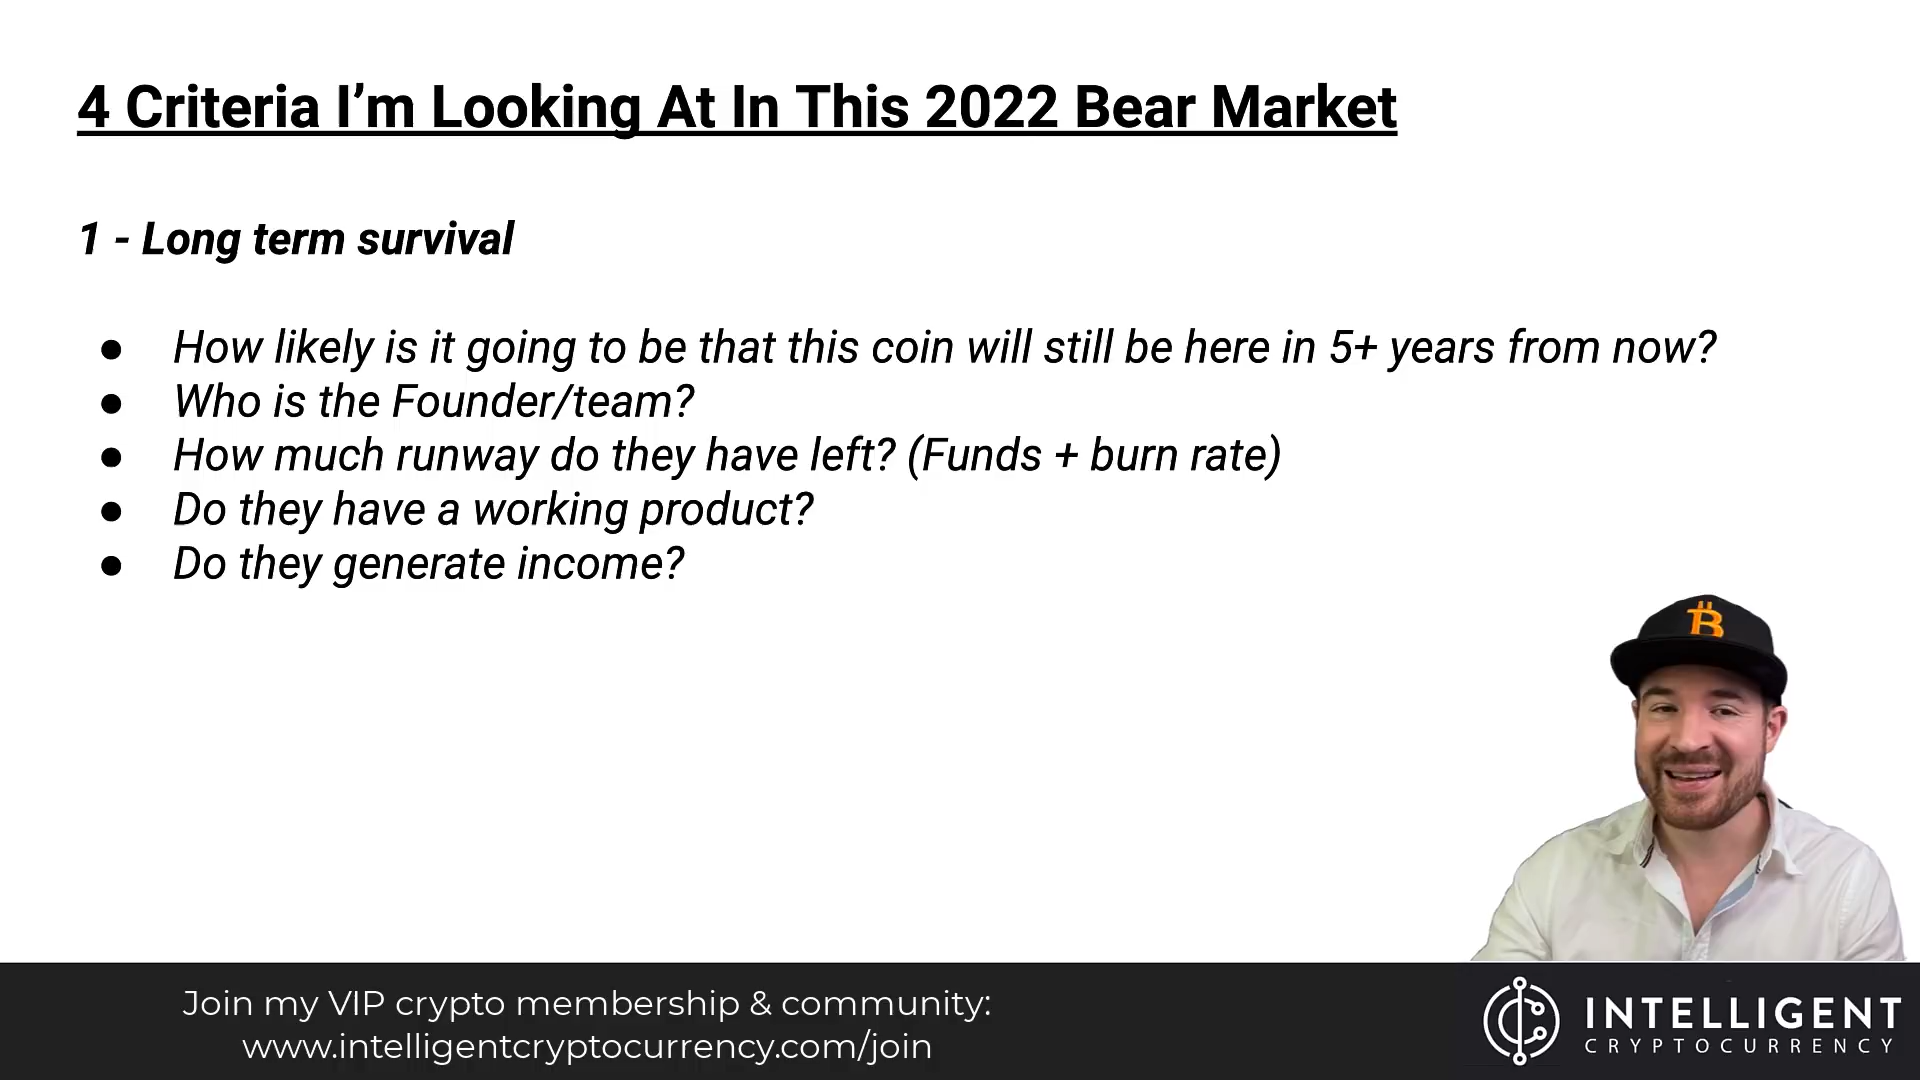 4 Criteria I’m Looking At In This 2022 Bear Market
1 - Long term survival
● How likely is it going to be that this coin will still be here in 5+ years from now?
● Who is the Founder/team?
● How much runway do they have left? (Funds + burn rate)
● Do they have a working product?
● Do they generate income?
Join my VIP crypto membership & community:
www.intelligentcryptocurrency.com/join
INTELLIGENT
CRYPTOCURRENCY